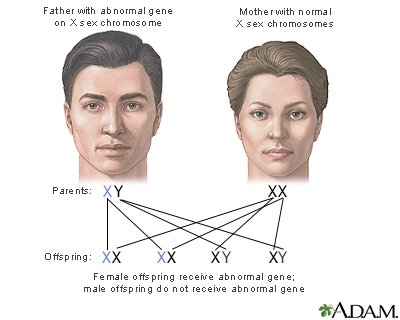 Father with abnormal gene
on X sex chromosome
Mother with normal
X sex chromosomes
Parents: XY XX
Offspring: XX XX XY XY
Female offspring receive abnormal gene;
male offspring do not receive abnormal gene
ADAM.